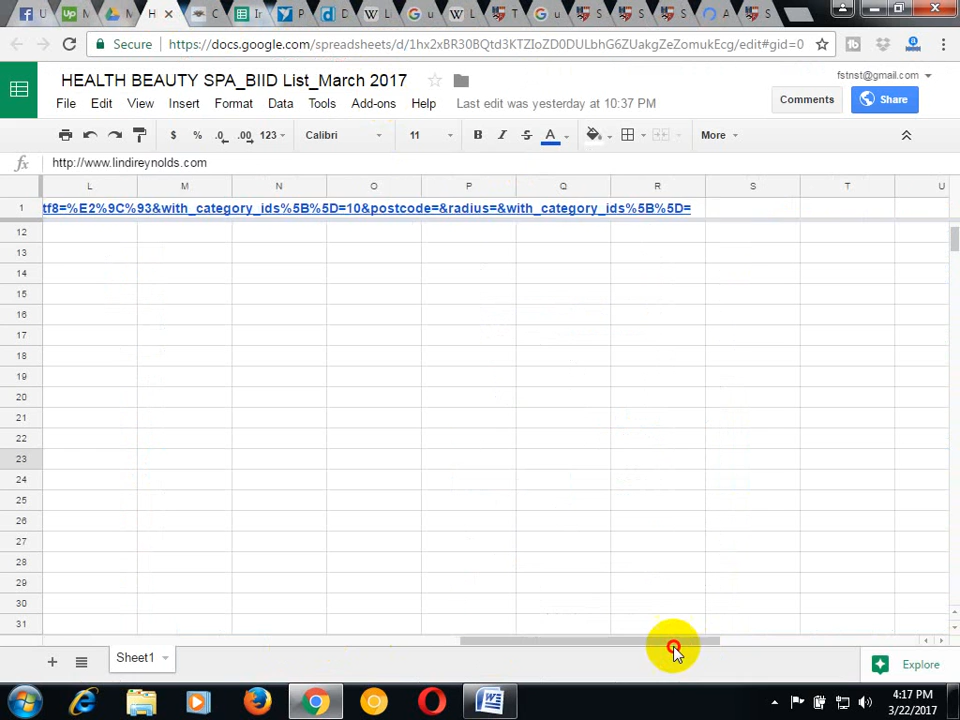 U
M
H
C
Ir
P
D
L
u
L
T
u
S
S
S
A
S
Secure
https://docs.google.com/spreadsheets/d/1hx2xBR30BQtd3KTZIoZD0DULbhG6ZUakgZeZomukEcg/edit#gid=0
HEALTH BEAUTY SPA_BIID List_March 2017
fstnst@gmail.com
File Edit View Insert Format Data Tools Add-ons Help Last edit was yesterday at 10:37 PM
Comments
Share
$ % .0 .00 123 Calibri 11 B I S A More
fx http://www.lindireynolds.com
L M N O P Q R S T U
1 tf8=%E2%9C%93&with_category_ids%5B%5D=10&postcode=&radius=&with_category_ids%5B%5D=
12
13
14
15
16
17
18
19
20
21
22
23
24
25
26
27
28
29
30
31
Sheet1
Explore
4:17 PM
3/22/2017